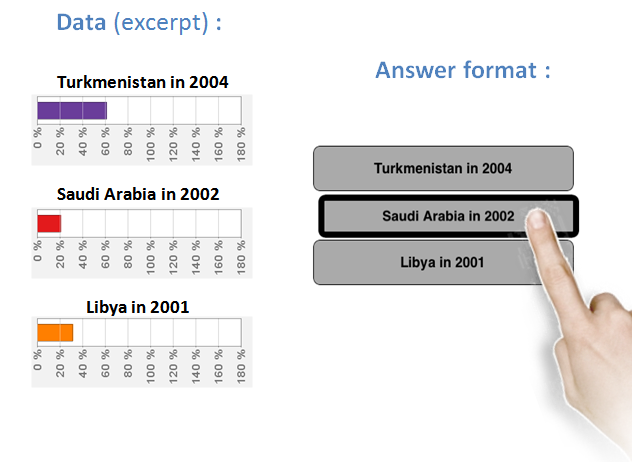 Data (excerpt) :
Turkmenistan in 2004
0 % 20 % 40 % 60 % 80 % 100 % 120 % 140 % 160 % 180 %
Saudi Arabia in 2002
0 % 20 % 40 % 60 % 80 % 100 % 120 % 140 % 160 % 180 %
Libya in 2001
0 % 20 % 40 % 60 % 80 % 100 % 120 % 140 % 160 % 180 %
Answer format :
Turkmenistan in 2004
Saudi Arabia in 2002
Libya in 2001